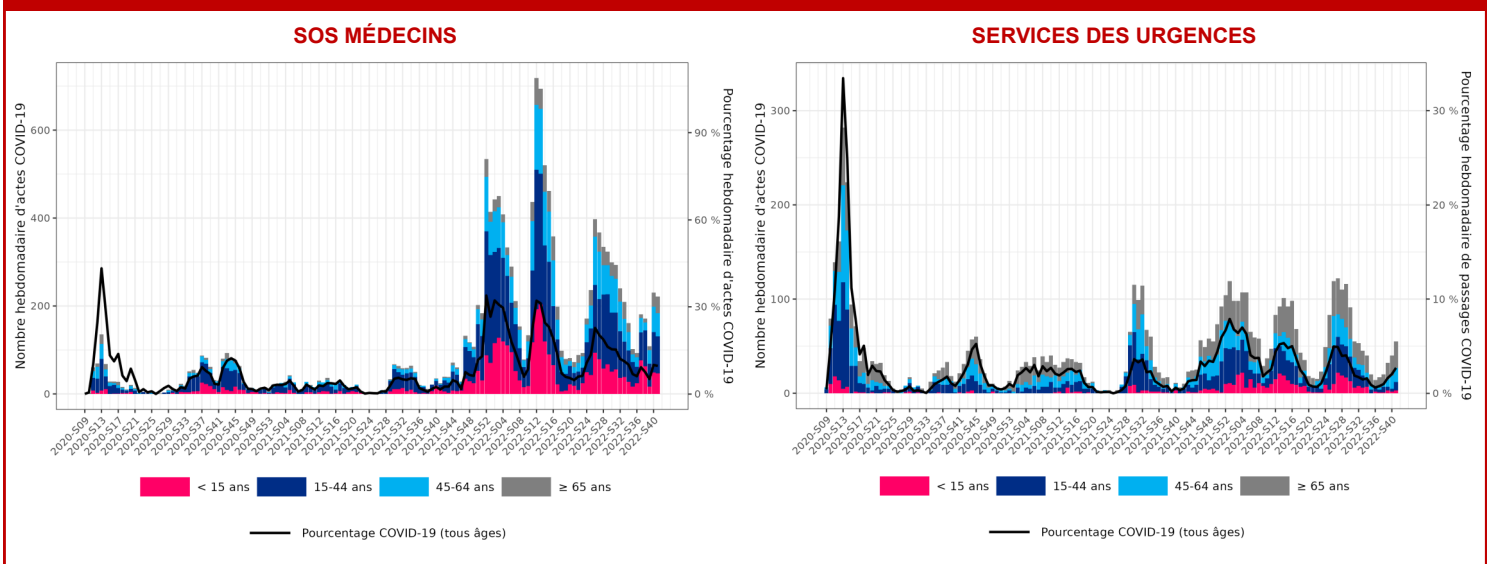 SOS MÉDECINS
SERVICES DES URGENCES
Nombre hebdomadaire d'actes COVID-19
600
400
200
0
90 %
60 %
30 %
0 %
Pourcentage hebdomadaire d'actes COVID-19
2020-S09
2020-S13
2020-S17
2020-S21
2020-S25
2020-S29
2020-S33
2020-S37
2020-S41
2020-S45
2020-S49
2020-S53
2021-S04
2021-S08
2021-S12
2021-S16
2021-S20
2021-S24
2021-S28
2021-S32
2021-S36
2021-S40
2021-S44
2021-S48
2021-S52
2022-S04
2022-S08
2022-S12
2022-S16
2022-S20
2022-S24
2022-S28
2022-S32
2022-S36
2022-S40
< 15 ans 15-44 ans 45-64 ans ≥ 65 ans
Pourcentage COVID-19 (tous âges)
Nombre hebdomadaire d'actes COVID-19
300
200
100
0
30 %
20 %
10 %
0 %
Pourcentage hebdomadaire de passages COVID-19
2020-S09
2020-S13
2020-S17
2020-S21
2020-S25
2020-S29
2020-S33
2020-S37
2020-S41
2020-S45
2020-S49
2020-S53
2021-S04
2021-S08
2021-S12
2021-S16
2021-S20
2021-S24
2021-S28
2021-S32
2021-S36
2021-S40
2021-S44
2021-S48
2021-S52
2022-S04
2022-S08
2022-S12
2022-S16
2022-S20
2022-S24
2022-S28
2022-S32
2022-S36
2022-S40
< 15 ans 15-44 ans 45-64 ans ≥ 65 ans
Pourcentage COVID-19 (tous âges)